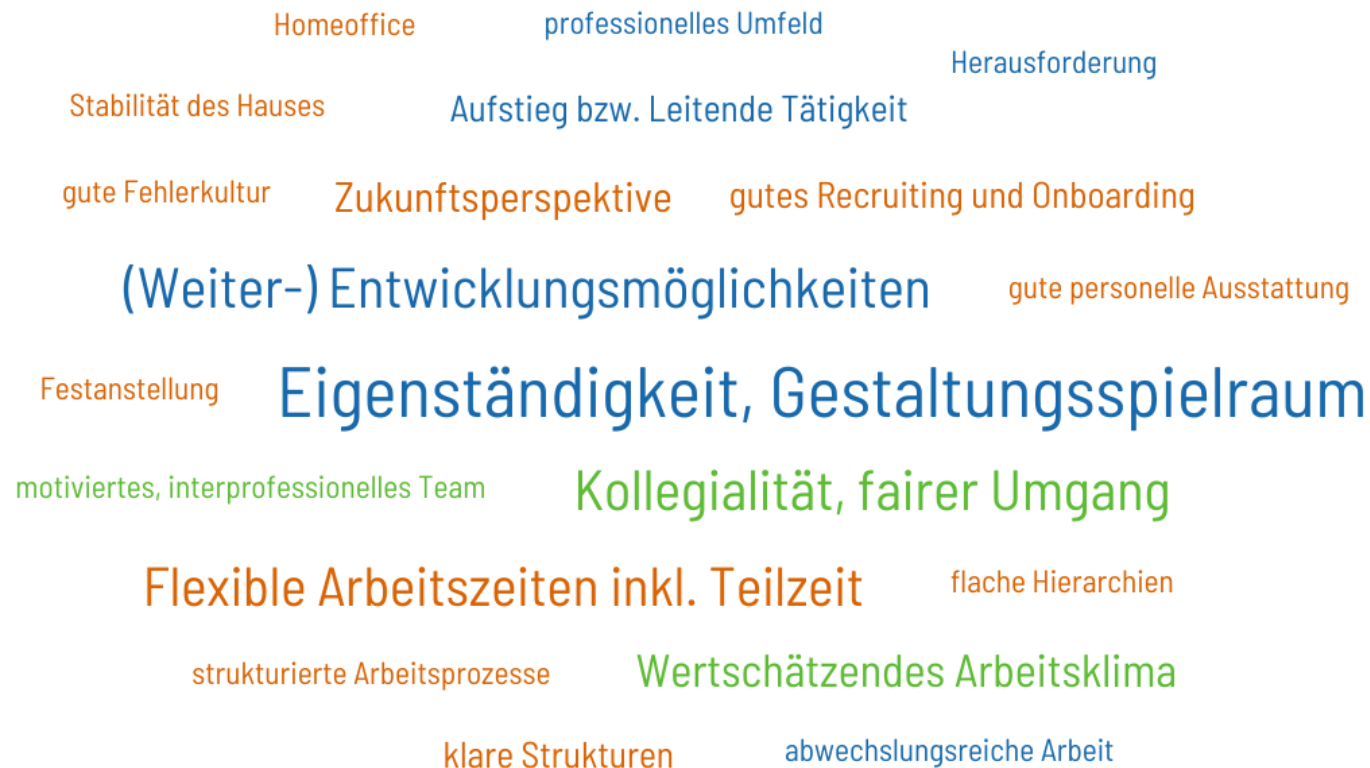 Homeoffice
professionelles Umfeld
Herausforderung
Stabilität des Hauses
Aufstieg bzw. Leitende Tätigkeit
gute Fehlerkultur
Zukunftsperspektive
gutes Recruiting und Onboarding
(Weiter-) Entwicklungsmöglichkeiten
gute personelle Ausstattung
Festanstellung
Eigenständigkeit, Gestaltungsspielraum
motiviertes, interprofessionelles Team
Kollegialität, fairer Umgang
Flexible Arbeitszeiten inkl. Teilzeit
flache Hierarchien
strukturierte Arbeitsprozesse
Wertschätzendes Arbeitsklima
klare Strukturen
abwechslungsreiche Arbeit